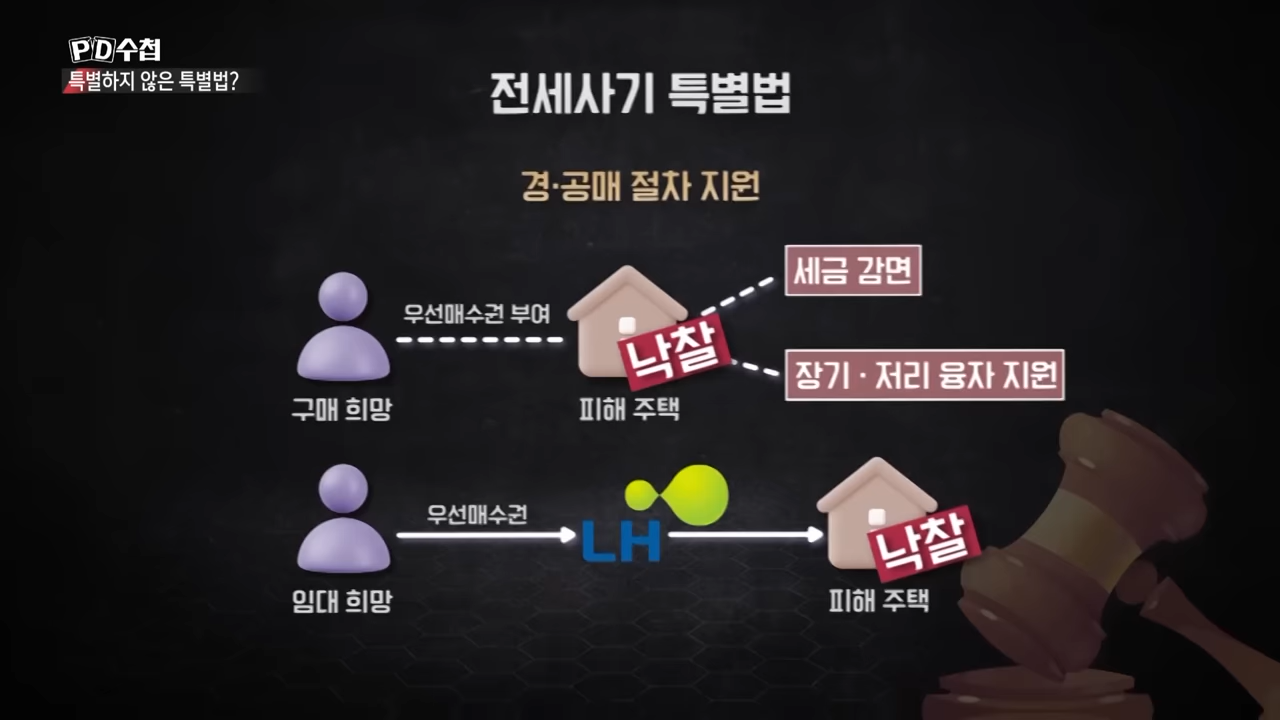 PD수첩
특별하지 않은 특별법?
전세사기 특별법
경·공매 절차 지원
세금 감면
우선매수권 부여
낙찰
장기·저리 융자 지원
구매 희망
피해 주택
우선매수권
LH
낙찰
임대 희망
피해 주택